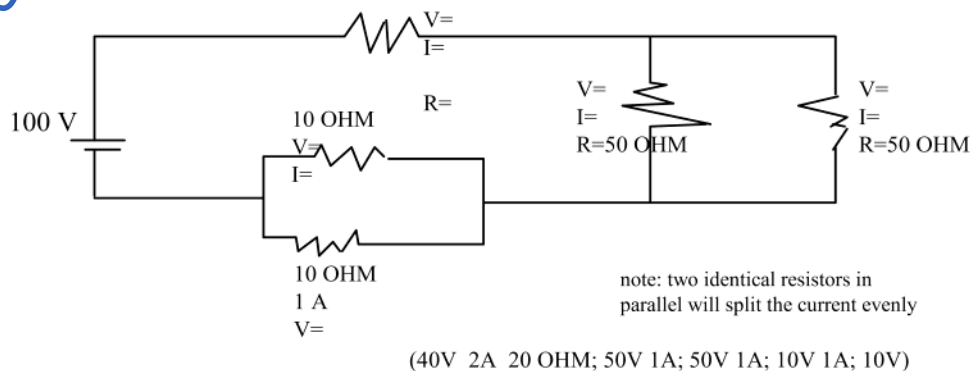 V=
I=
R=
100 V
10 OHM
V=
I=
V=
I=
R=50 OHM
V=
I=
R=50 OHM
10 OHM
1 A
V=
note: two identical resistors in
parallel will split the current evenly
(40V 2A 20 OHM; 50V 1A; 50V 1A; 10V 1A; 10V)